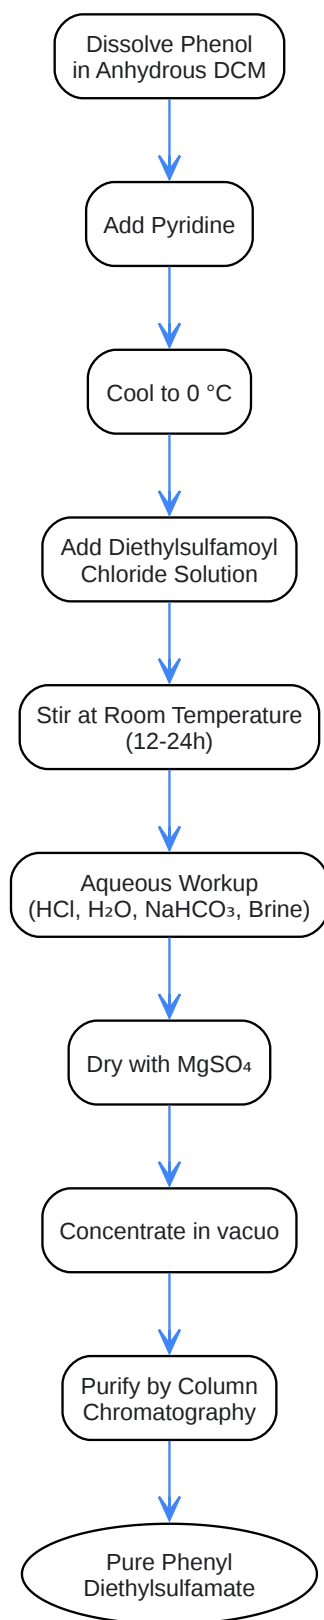 Dissolve Phenol
in Anhydrous DCM
Add Pyridine
Cool to 0 °C
Add Diethylsulfamoyl
Chloride Solution
Stir at Room Temperature
(12-24h)
Aqueous Workup
(HCl, H₂O, NaHCO₃, Brine)
Dry with MgSO₄
Concentrate in vacuo
Purify by Column
Chromatography
Pure Phenyl
Diethylsulfamate